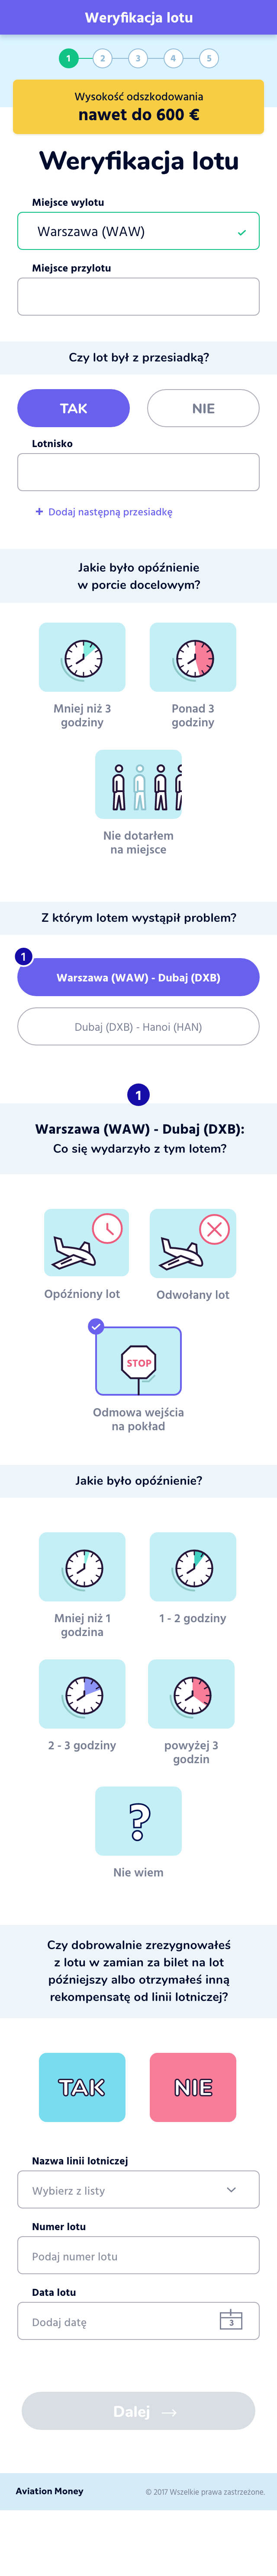 Weryfikacja lotu
1 2 3 4 5
Wysokość odszkodowania
nawet do 600 €
Weryfikacja lotu
Miejsce wylotu
Warszawa (WAW)
Miejsce przylotu
Czy lot był z przesiadką?
TAK NIE
Lotnisko
+ Dodaj następną przesiadkę
Jakie było opóźnienie
w porcie docelowym?
Mniej niż 3
godziny
Ponad 3
godziny
Nie dotarłem
na miejsce
Z którym lotem wystąpił problem?
1
Warszawa (WAW) - Dubaj (DXB)
Dubaj (DXB) - Hanoi (HAN)
1
Warszawa (WAW) - Dubaj (DXB):
Co się wydarzyło z tym lotem?
Opóźniony lot
Odwołany lot
STOP
Odmowa wejścia
na pokład
Jakie było opóźnienie?
Mniej niż 1
godzina
1 - 2 godziny
2 - 3 godziny
powyżej 3
godzin
?
Nie wiem
Czy dobrowalnie zrezygnowałeś
z lotu w zamian za bilet na lot
późniejszy albo otrzymałeś inną
rekompensatę od linii lotniczej?
TAK NIE
Nazwa linii lotniczej
Wybierz z listy
Numer lotu
Podaj numer lotu
Data lotu
Dodaj datę
3
Dalej →
Aviation Money © 2017 Wszelkie prawa zastrzeżone.